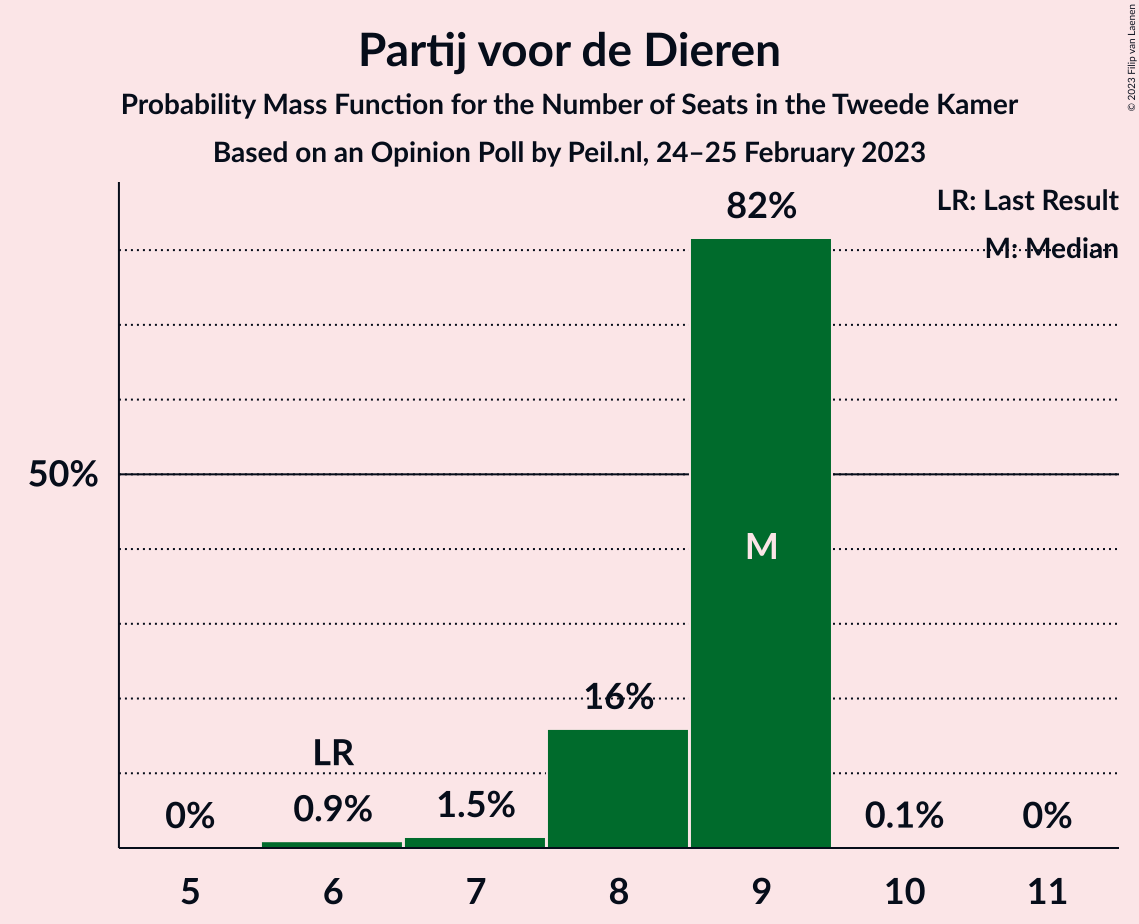 Partij voor de Dieren
Probability Mass Function for the Number of Seats in the Tweede Kamer
Based on an Opinion Poll by Peil.nl, 24–25 February 2023
© 2023 Filip van Laenen
LR: Last Result
M: Median
82%
50%
M
16%
LR
0% 0.9% 1.5% 0.1% 0%
5 6 7 8 9 10 11